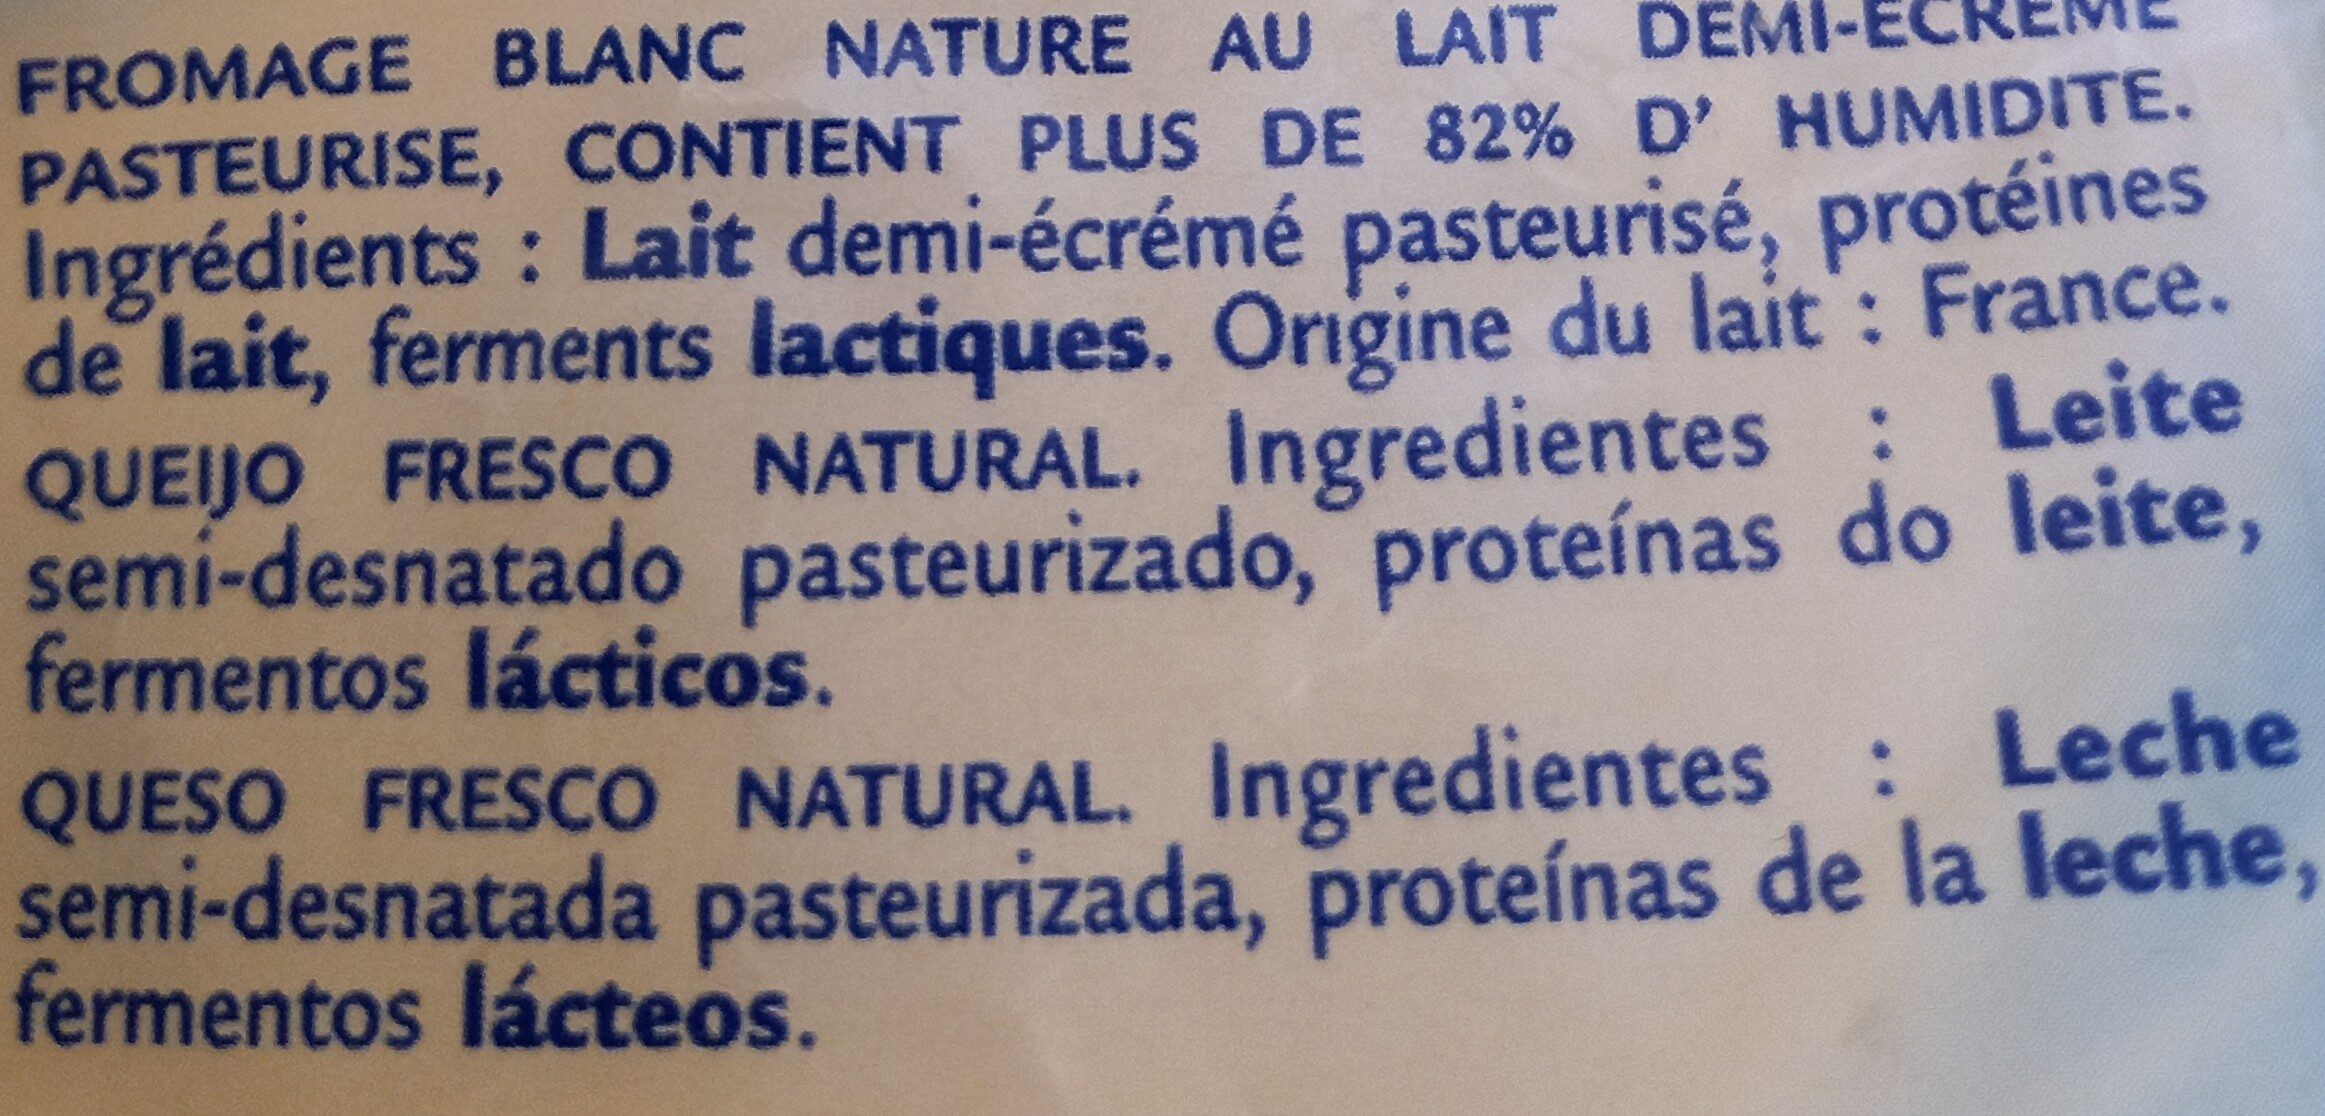 FROMAGE BLANC NATURE AU LAIT DEMI-ECREME
PASTEURISE, CONTIENT PLUS DE 82% D' HUMIDITE.
Ingrédients : Lait demi-écrémé pasteurisé, protéines
de lait, ferments lactiques. Origine du lait : France.
QUEIJO FRESCO NATURAL. Ingredientes : Leite
semi-desnatado pasteurizado, proteínas do leite,
fermentos lácticos.
QUESO FRESCO NATURAL. Ingredientes : Leche
semi-desnatada pasteurizada, proteínas de la leche,
fermentos lácteos.